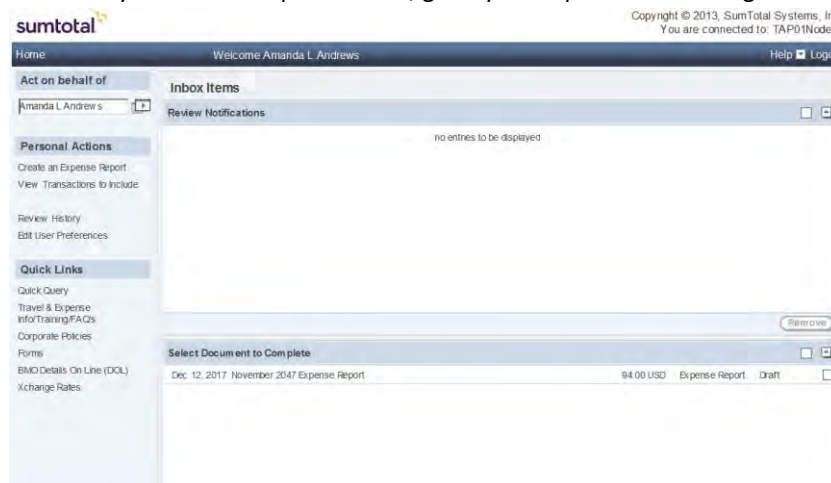 sumtotal
Copyright © 2013, SumTotal Systems, In
You are connected to: TAP01Node
Home
Welcome Amanda L Andrews
Help
Logo
Act on behalf of
Amanda L Andrews
Personal Actions
Create an Expense Report
View Transactions to Include
Review History
Edit User Preferences
Quick Links
Quick Query
Travel & Expense
Info/Training/FAQ's
Corporate Policies
Forms
BMO Details On Line (DOL)
Xchange Rates
Inbox Items
Review Notifications
no entries to be displayed
Remove
Select Document to Complete
Dec 12, 2017 November 2047 Expense Report 94.00 USD Expense Report Draft